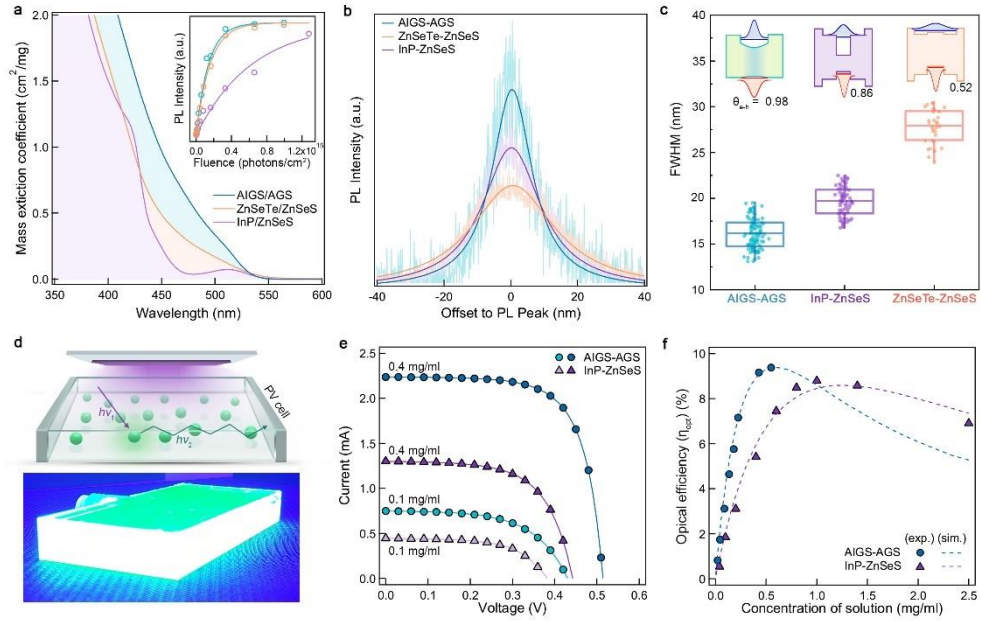 a
Mass extiction coefficient (cm²/mg)
2.0
1.5
1.0
0.5
0.0
350
400
450
500
550
600
Wavelength (nm)
PL Intensity (a.u.)
0.0
0.4
0.8
1.2x10¹⁵
Fluence (photons/cm²)
AIGS/AGS
ZnSeTe/ZnSeS
InP/ZnSeS
b
PL Intensity (a.u.)
AIGS-AGS
ZnSeTe-ZnSeS
InP-ZnSeS
-40
-20
0
20
40
Offset to PL Peak (nm)
c
FWHM (nm)
40
35
30
25
20
15
10
θe-h = 0.98
0.86
0.52
AIGS-AGS
InP-ZnSeS
ZnSeTe-ZnSeS
d
hν₁
hν₂
PV cell
e
Current (mA)
2.5
2.0
1.5
1.0
0.5
0.0
AIGS-AGS
InP-ZnSeS
0.4 mg/ml
0.4 mg/ml
0.1 mg/ml
0.1 mg/ml
0.0
0.1
0.2
0.3
0.4
0.5
0.6
Voltage (V)
f
Opical efficiency (ηopt) (%)
10
8
6
4
2
0
(exp.) (sim.)
AIGS-AGS
InP-ZnSeS
0.0
0.5
1.0
1.5
2.0
2.5
Concentration of solution (mg/ml)